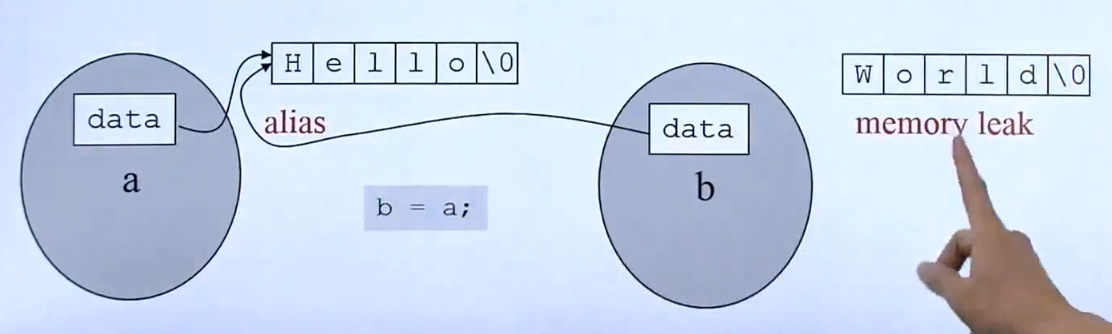 H e l l o \0
W o r l d \0
data
alias
data
memory leak
a
b
b = a;